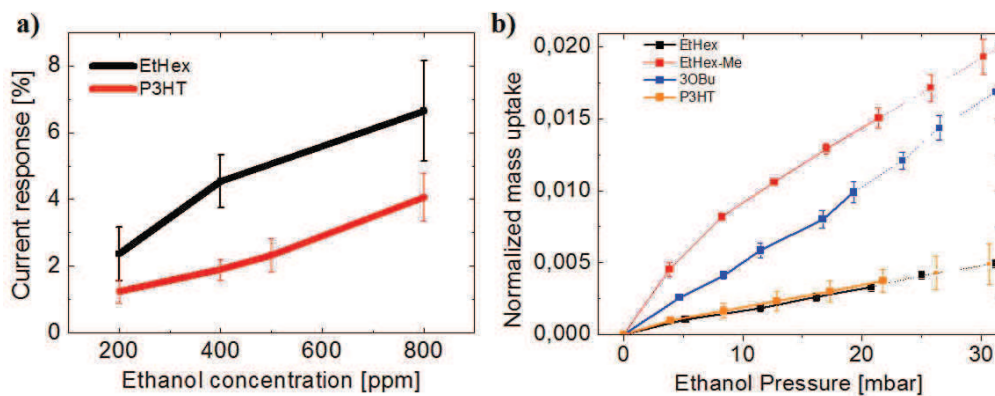 a)
EtHex
P3HT
Current response [%]
8
6
4
2
0
200
400
600
800
Ethanol concentration [ppm]
b)
EtHex
EtHex-Me
3OBu
P3HT
Normalized mass uptake
0,020
0,015
0,010
0,005
0,000
0
10
20
30
Ethanol Pressure [mbar]